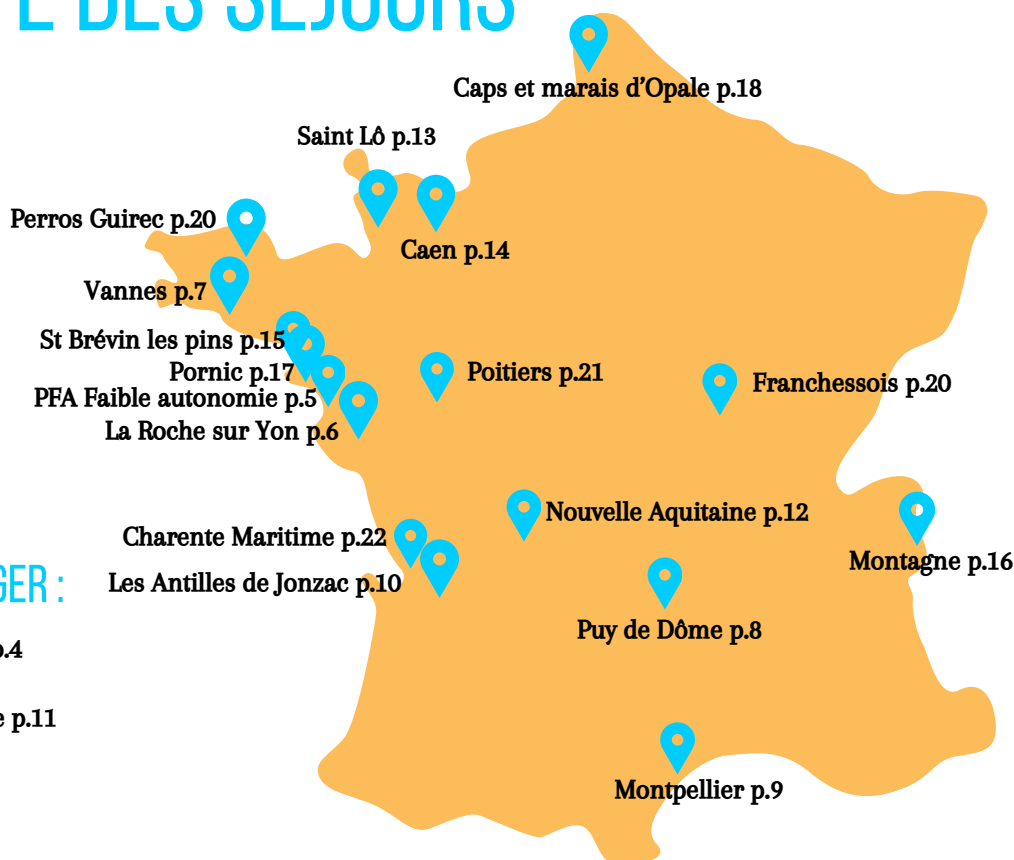 E DES SÉJOURS
Caps et marais d’Opale p.18
Saint Lô p.13
Perros Guirec p.20
Caen p.14
Vannes p.7
St Brévin les pins p.15
Pornic p.17
Poitiers p.21
Franchessois p.20
PFA Faible autonomie p.5
La Roche sur Yon p.6
Nouvelle Aquitaine p.12
Charente Maritime p.22
Montagne p.16
Les Antilles de Jonzac p.10
GER :
Puy de Dôme p.8
p.4
e p.11
Montpellier p.9